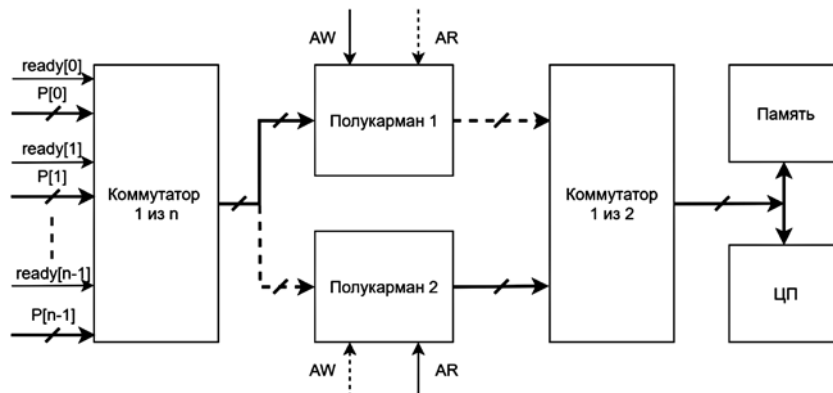 AW
AR
ready[0]
P[0]
ready[1]
P[1]
ready[n-1]
P[n-1]
Коммутатор
1 из n
Полукарман 1
Полукарман 2
AW
AR
Коммутатор
1 из 2
Память
ЦП